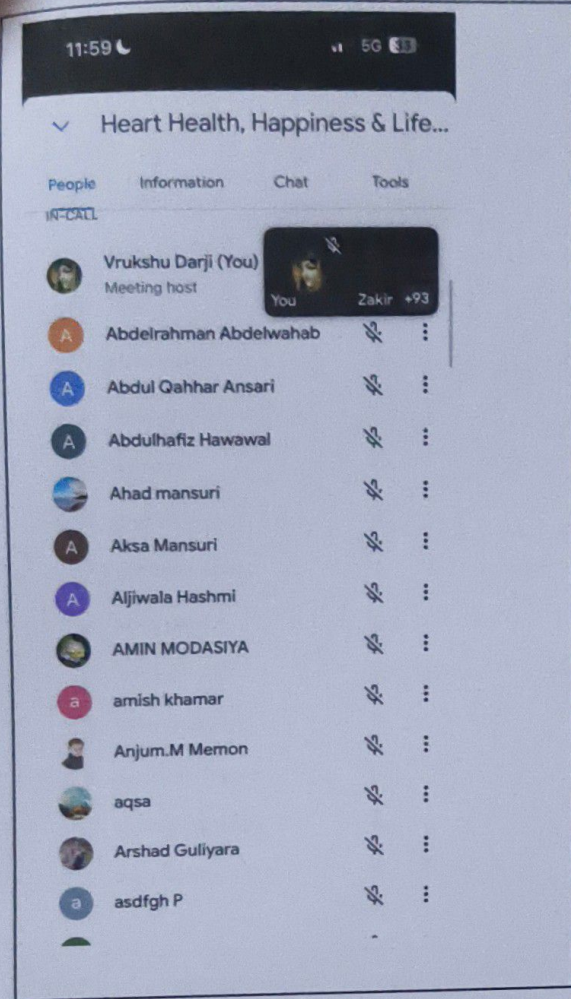 11:59 5G 33
Heart Health, Happiness & Life...
People Information Chat Tools
IN-CALL
Vrukshu Darji (You)
Meeting host
You Zakir +93
Abdelrahman Abdelwahab
Abdul Qahhar Ansari
Abdulhafiz Hawawal
Ahad mansuri
Aksa Mansuri
Aljiwala Hashmi
AMIN MODASIYA
amish khamar
Anjum.M Memon
aqsa
Arshad Guliyara
asdfgh P